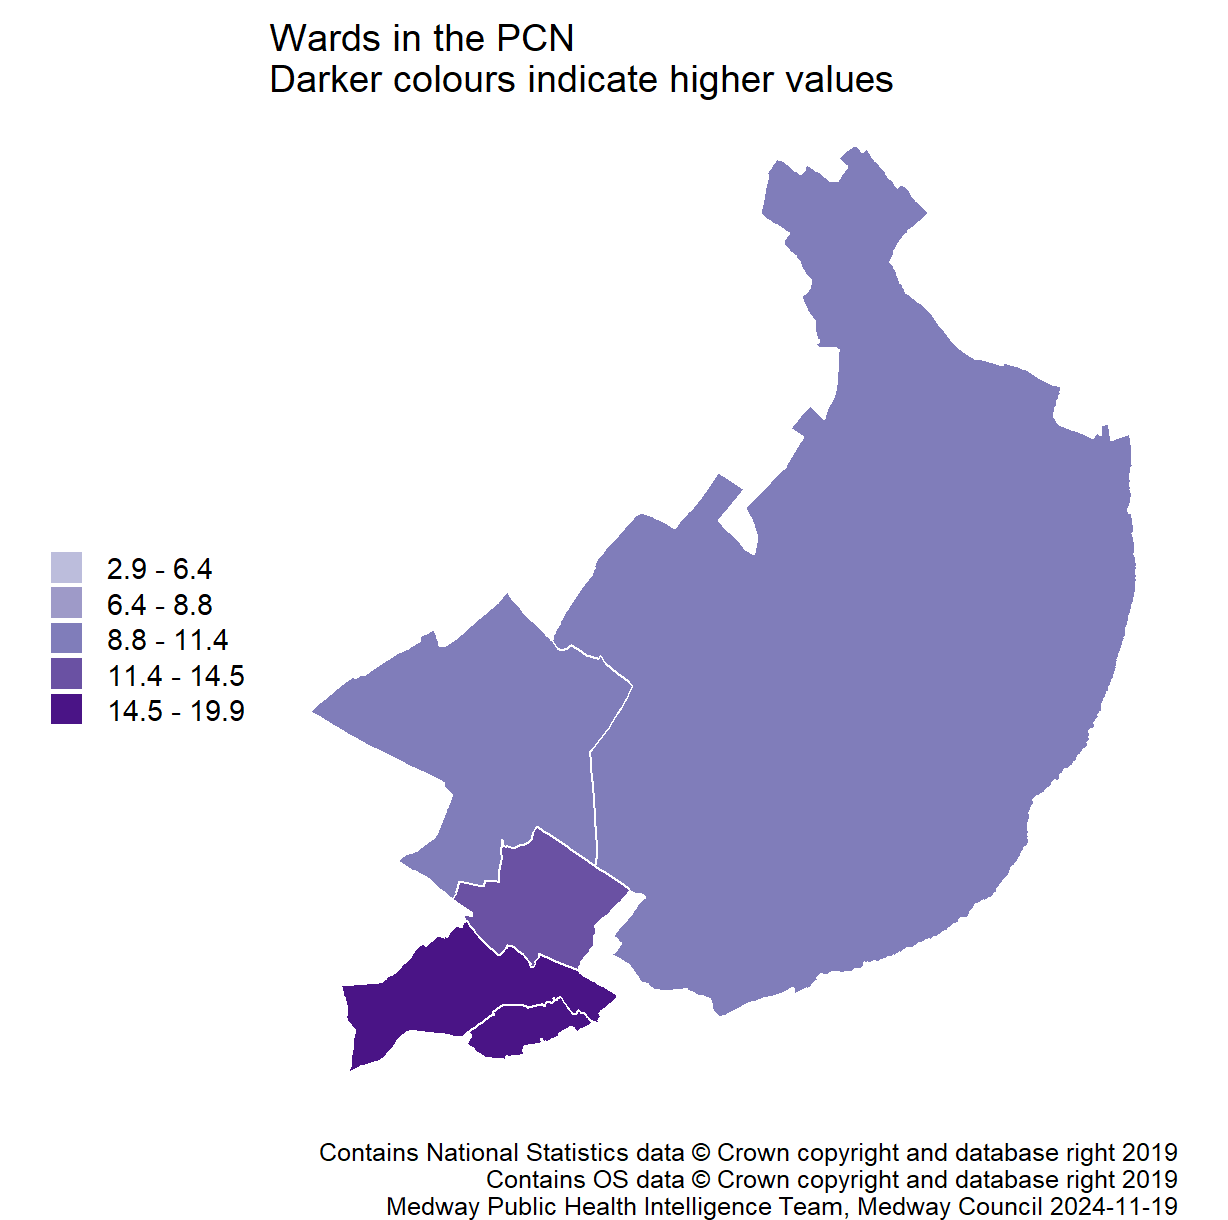 Wards in the PCN
Darker colours indicate higher values
2.9 - 6.4
6.4 - 8.8
8.8 - 11.4
11.4 - 14.5
14.5 - 19.9
Contains National Statistics data © Crown copyright and database right 2019
Contains OS data © Crown copyright and database right 2019
Medway Public Health Intelligence Team, Medway Council 2024-11-19